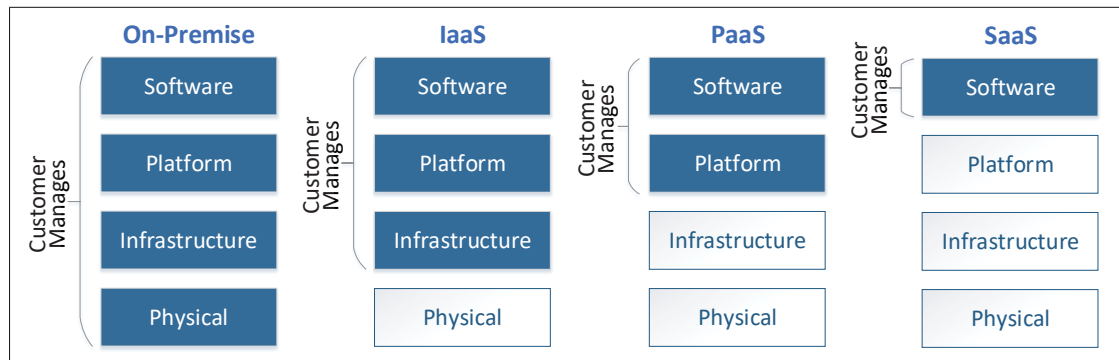 On-Premise
IaaS
PaaS
SaaS
Customer
Manages
Software
Platform
Infrastructure
Physical
Customer
Manages
Software
Platform
Infrastructure
Physical
Customer
Manages
Software
Platform
Infrastructure
Physical
Customer
Manages
Software
Platform
Infrastructure
Physical